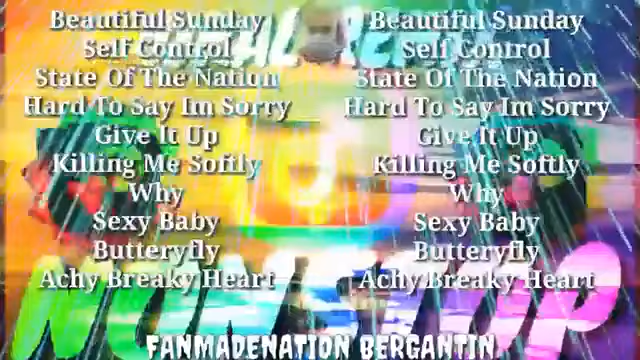 Beautiful Sunday Beautiful Sunday
Self Control Self Control
State Of The Nation State Of The Nation
Hard To Say Im Sorry Hard To Say Im Sorry
Give It Up Give It Up
Killing Me Softly Killing Me Softly
Why Why
Sexy Baby Sexy Baby
Butteryfly Butteryfly
Achy Breaky Heart Achy Breaky Heart
NON STOP
FANMADENATION BERGANTIN